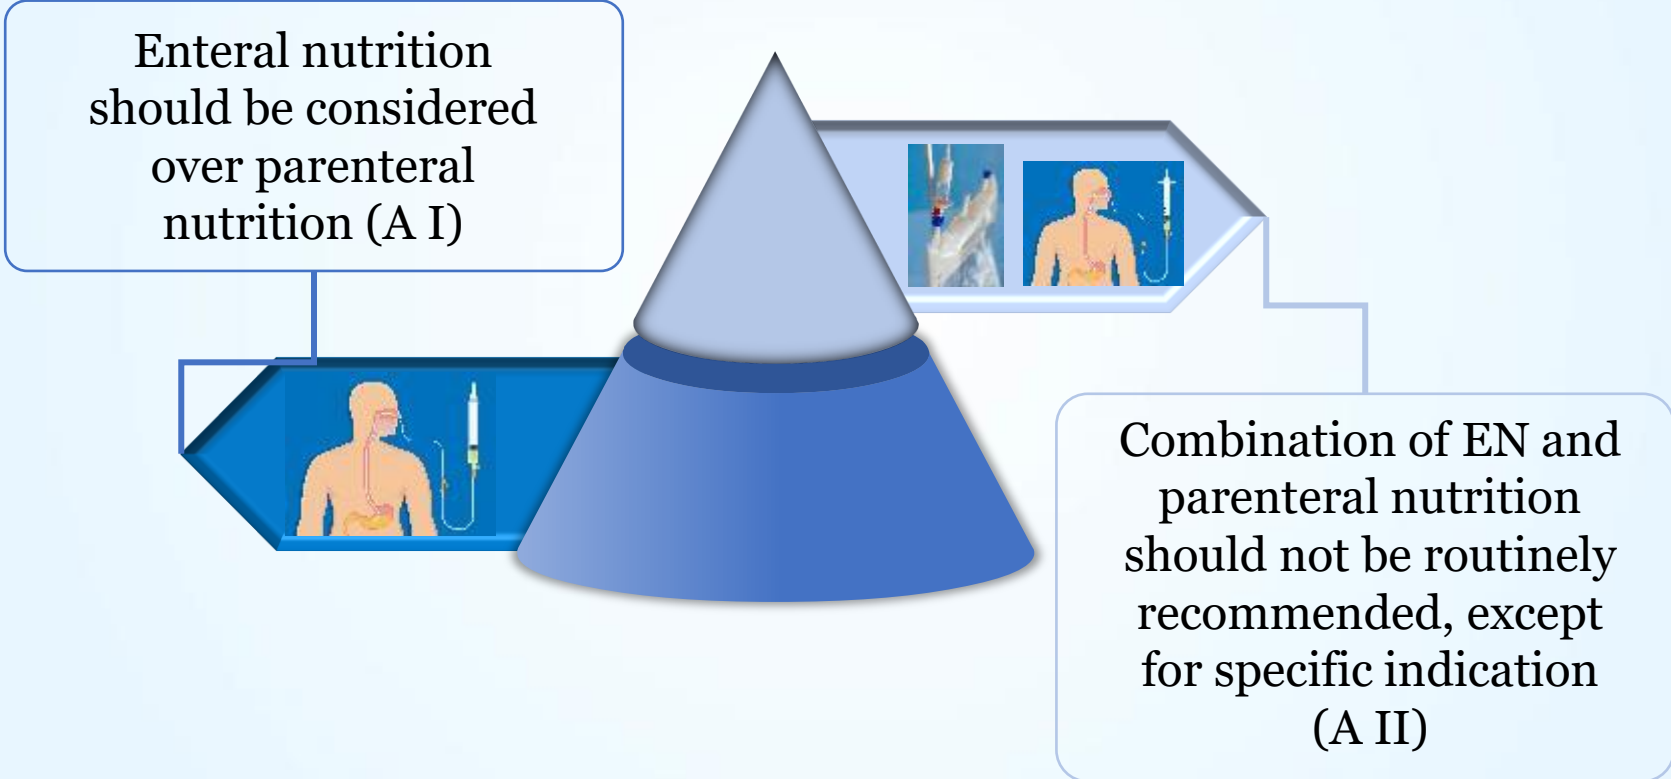 Enteral nutrition
should be considered
over parenteral
nutrition (A I)
Combination of EN and
parenteral nutrition
should not be routinely
recommended, except
for specific indication
(A II)